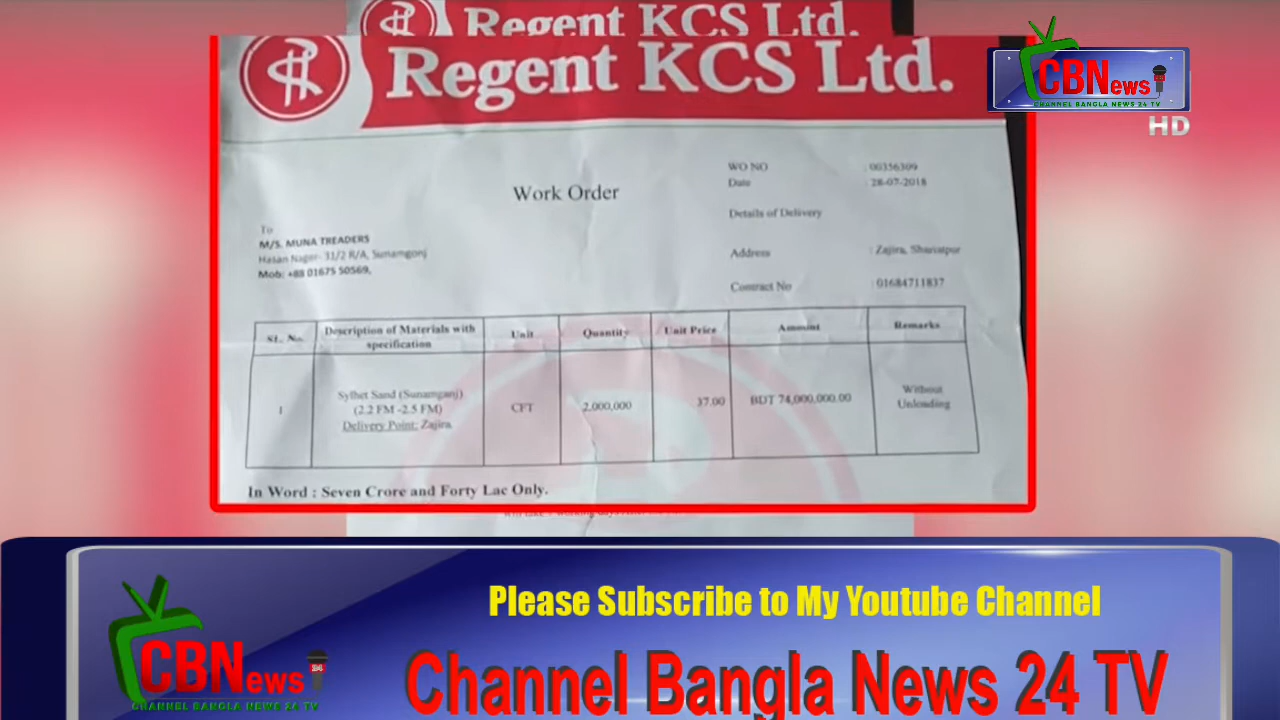 Regent KCS Ltd.
Regent KCS Ltd.
CBNews
CHANNEL BANGLA NEWS 24 TV
HD
Work Order
WO NO : 00356309
Date : 28-07-2018
Details of Delivery
To
M/S. MUNA TREADERS
Hasan Nager- 31/2 R/A, Sunamgonj
Mob: +88 01675 50569,
Address : Zajira, Shariatpur
Contract No : 01684711837
SL. No. Description of Materials with specification Unit Quantity Unit Price Amount Remarks
1 Sylhet Sand (Sunamganj) CFT 2,000,000 37.00 BDT 74,000,000.00 Without Unloading
(2.2 FM -2.5 FM)
Delivery Point: Zajira
In Word : Seven Crore and Forty Lac Only.
Please Subscribe to My Youtube Channel
CBNews 24
CHANNEL BANGLA NEWS 24 TV
Channel Bangla News 24 TV